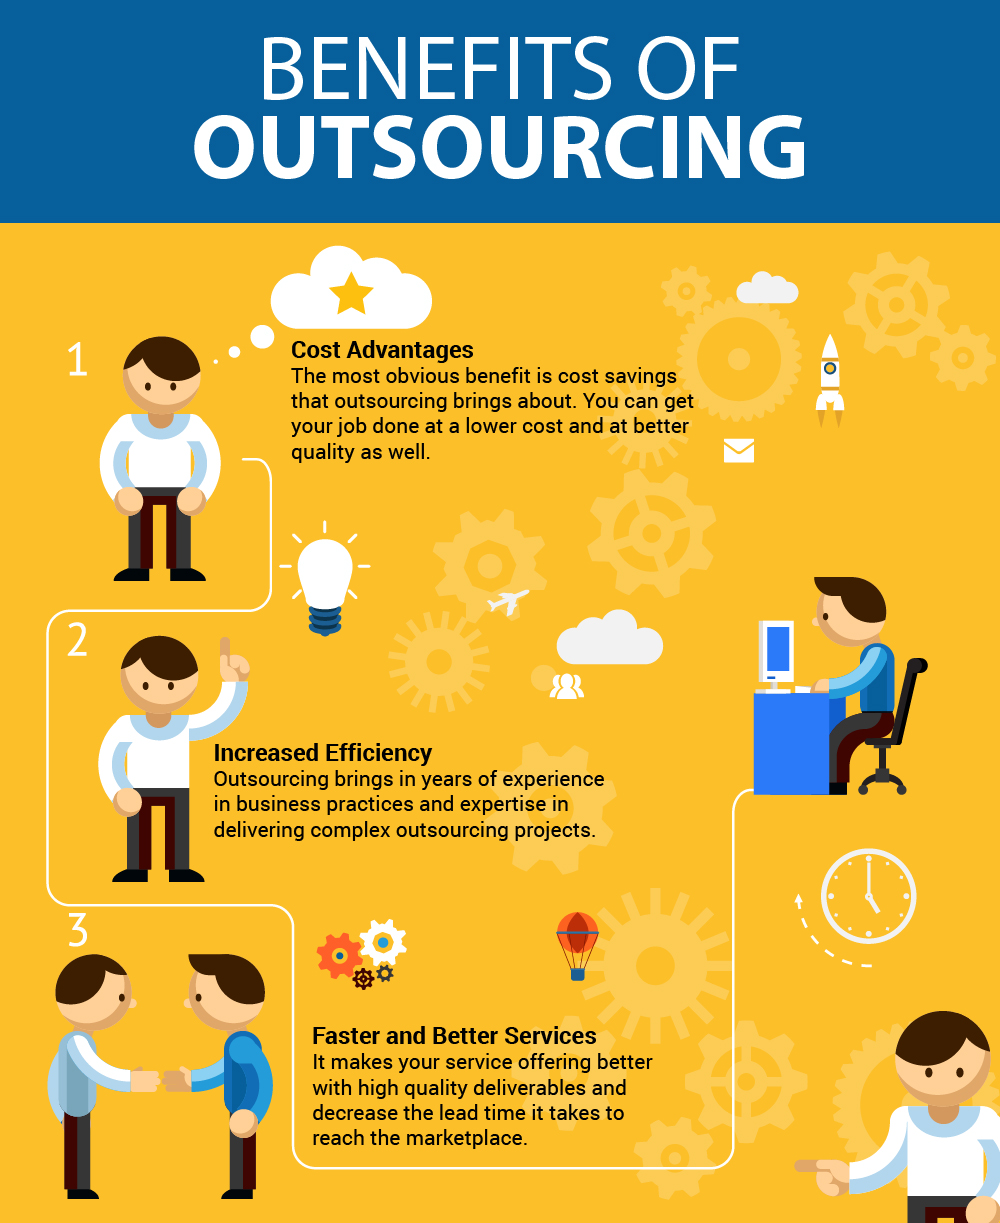 BENEFITS OF
OUTSOURCING
1
Cost Advantages
The most obvious benefit is cost savings
that outsourcing brings about. You can get
your job done at a lower cost and at better
quality as well.
2
Increased Efficiency
Outsourcing brings in years of experience
in business practices and expertise in
delivering complex outsourcing projects.
3
Faster and Better Services
It makes your service offering better
with high quality deliverables and
decrease the lead time it takes to
reach the marketplace.